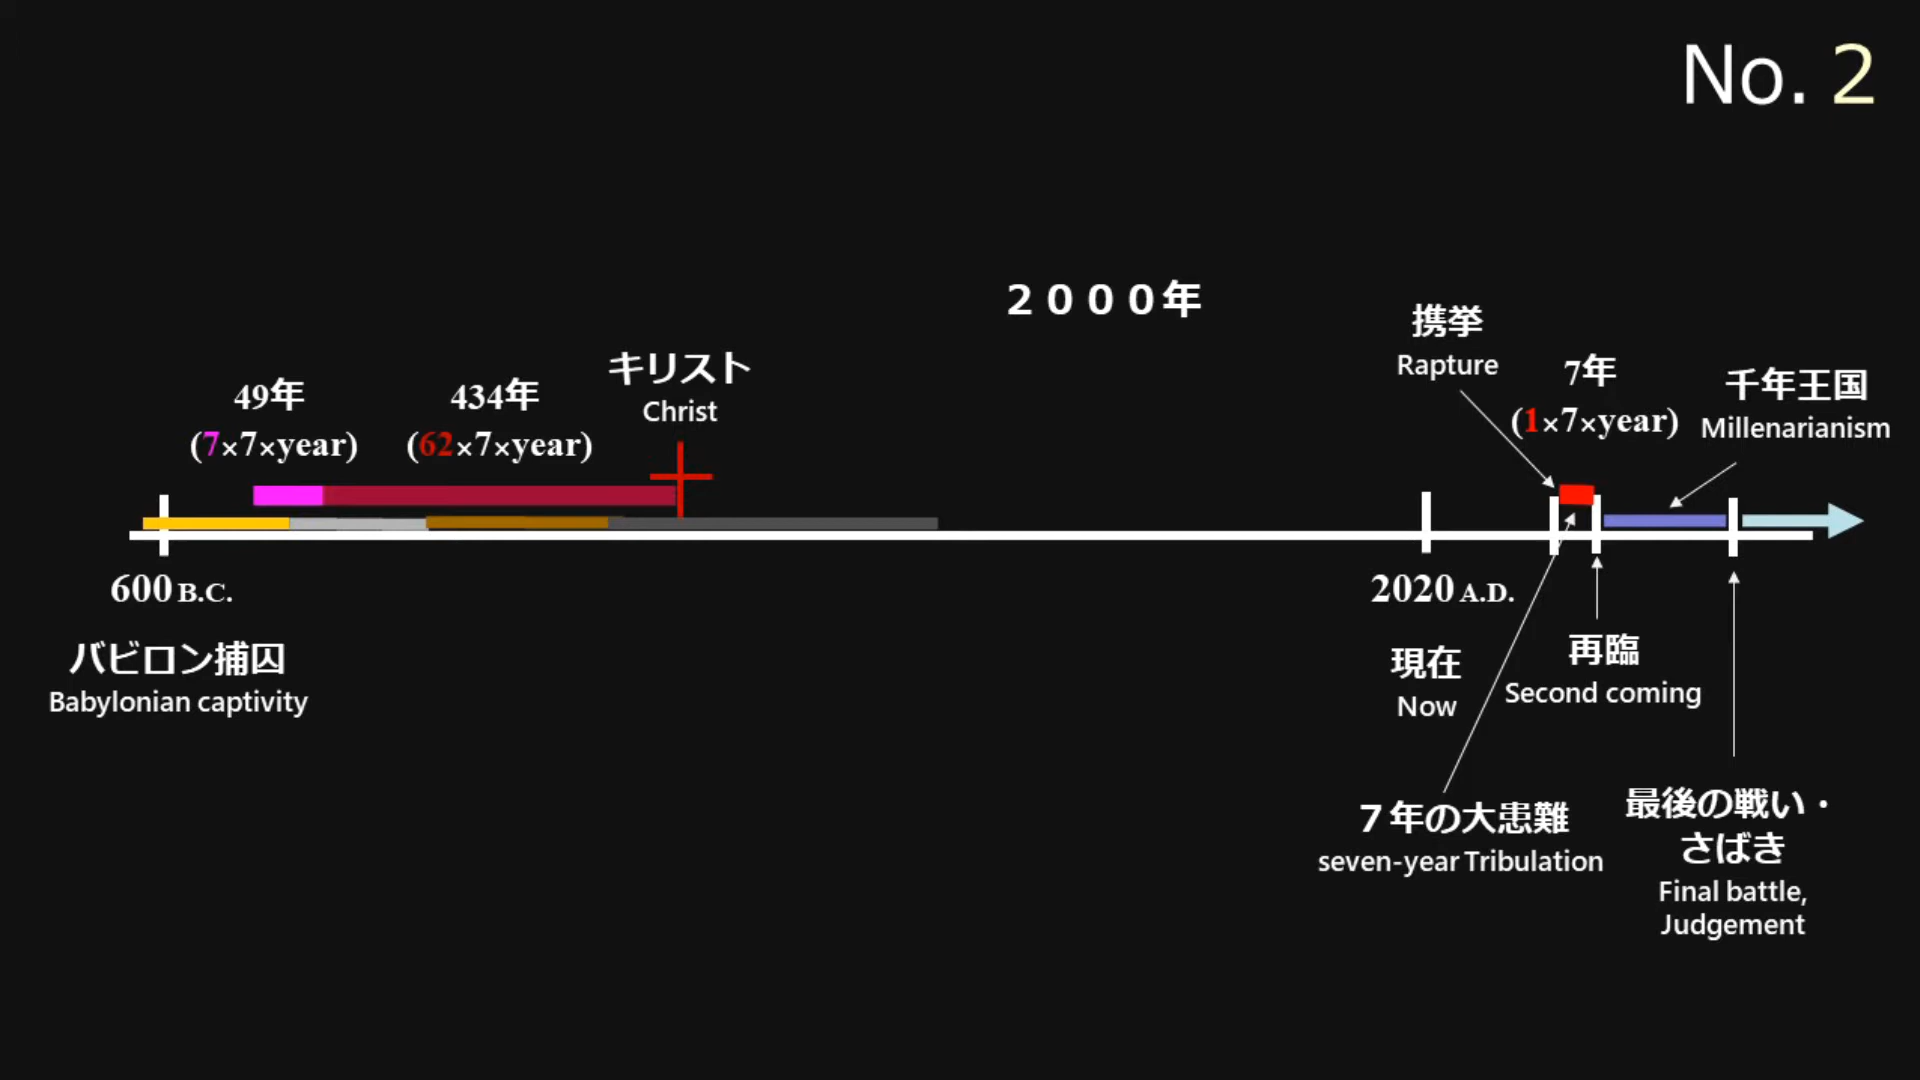 No. 2
２０００年
携挙
Rapture
7年
(1×7×year)
千年王国
Millenarianism
キリスト
Christ
49年
(7×7×year)
434年
(62×7×year)
600 B.C.
バビロン捕囚
Babylonian captivity
2020 A.D.
現在
Now
再臨
Second coming
７年の大患難
seven-year Tribulation
最後の戦い・
さばき
Final battle,
Judgement